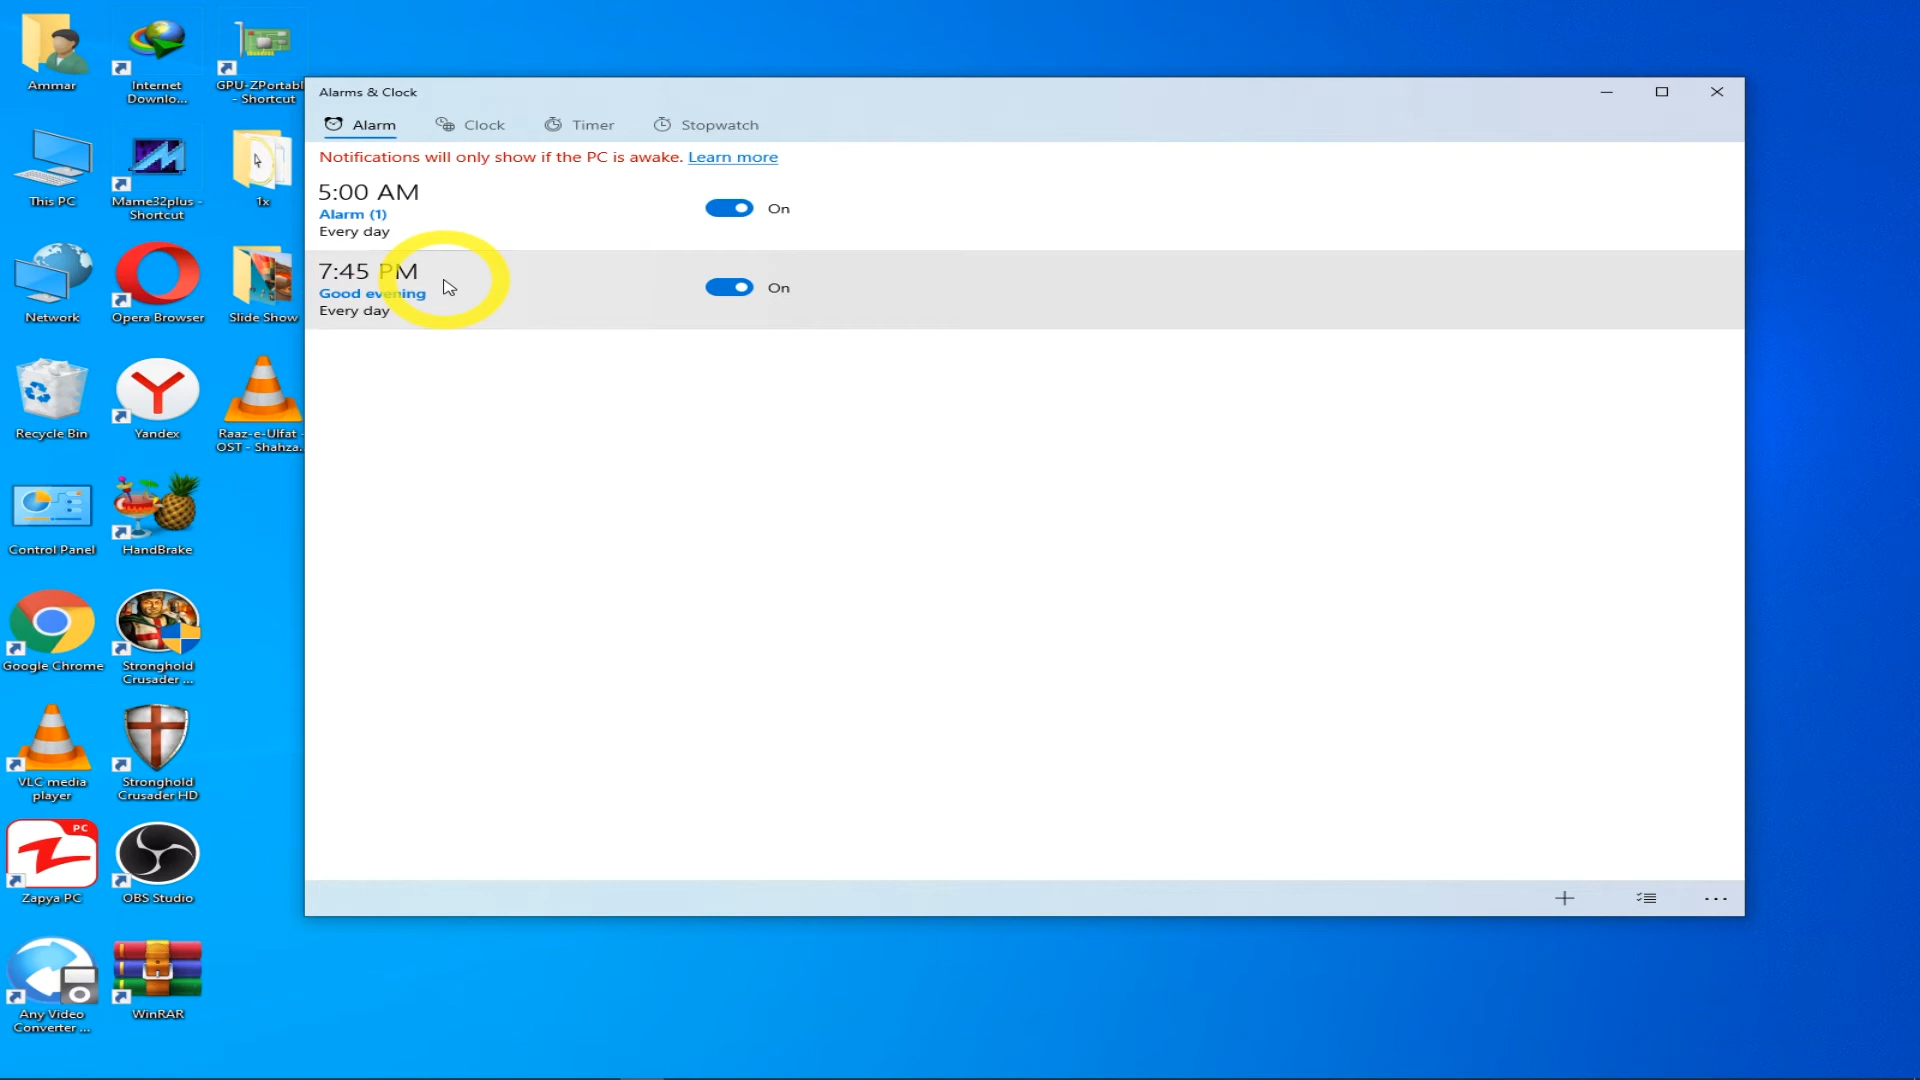 Ammar
Internet
Downlo...
GPU-ZPortabl
- Shortcut
This PC
Mame32plus -
Shortcut
1x
Network
Opera Browser
Slide Show
Recycle Bin
Yandex
Raaz-e-Ulfat -
OST - Shahza...
Control Panel
HandBrake
Google Chrome
Stronghold
Crusader ...
VLC media
player
Stronghold
Crusader HD
PC
Zapya PC
OBS Studio
Any Video
Converter ...
WinRAR
Alarms & Clock
Alarm
Clock
Timer
Stopwatch
Notifications will only show if the PC is awake. Learn more
5:00 AM
Alarm (1)
Every day
On
7:45 PM
Good evening
Every day
On